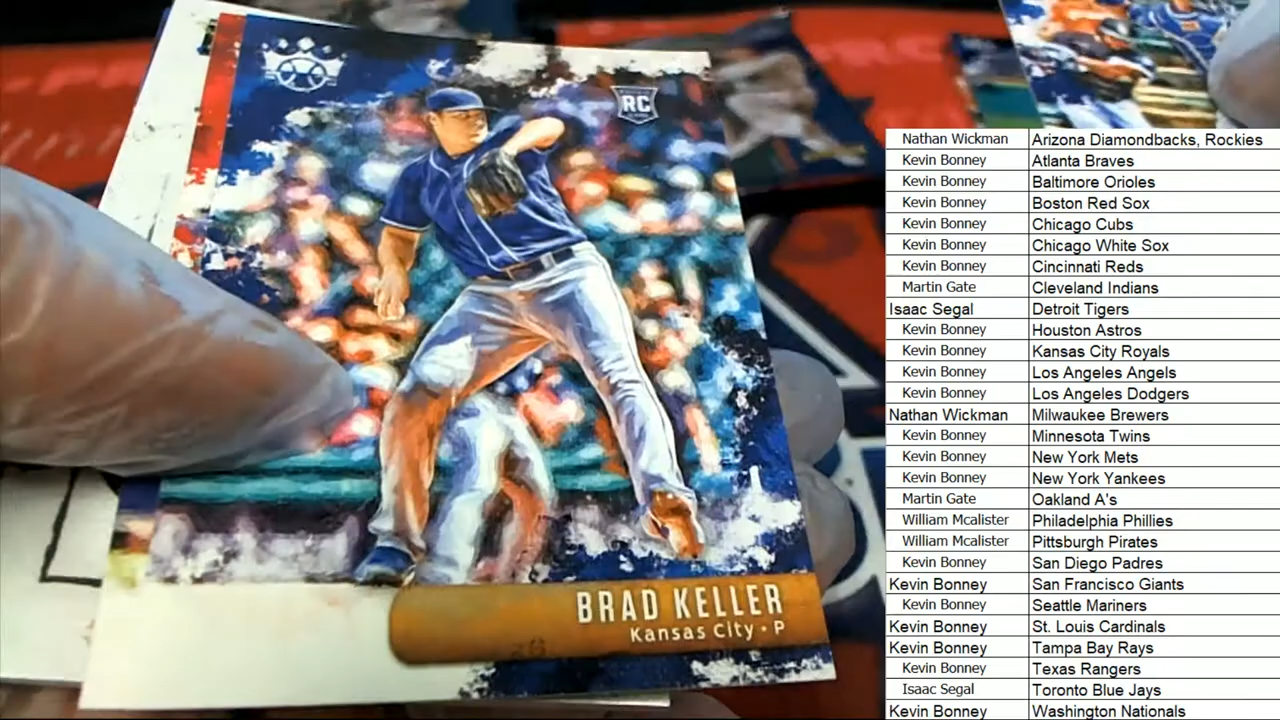 RC
BRAD KELLER
Kansas City • P
Nathan Wickman Arizona Diamondbacks, Rockies
Kevin Bonney Atlanta Braves
Kevin Bonney Baltimore Orioles
Kevin Bonney Boston Red Sox
Kevin Bonney Chicago Cubs
Kevin Bonney Chicago White Sox
Kevin Bonney Cincinnati Reds
Martin Gate Cleveland Indians
Isaac Segal Detroit Tigers
Kevin Bonney Houston Astros
Kevin Bonney Kansas City Royals
Kevin Bonney Los Angeles Angels
Kevin Bonney Los Angeles Dodgers
Nathan Wickman Milwaukee Brewers
Kevin Bonney Minnesota Twins
Kevin Bonney New York Mets
Kevin Bonney New York Yankees
Martin Gate Oakland A's
William Mcalister Philadelphia Phillies
William Mcalister Pittsburgh Pirates
Kevin Bonney San Diego Padres
Kevin Bonney San Francisco Giants
Kevin Bonney Seattle Mariners
Kevin Bonney St. Louis Cardinals
Kevin Bonney Tampa Bay Rays
Kevin Bonney Texas Rangers
Isaac Segal Toronto Blue Jays
Kevin Bonney Washington Nationals